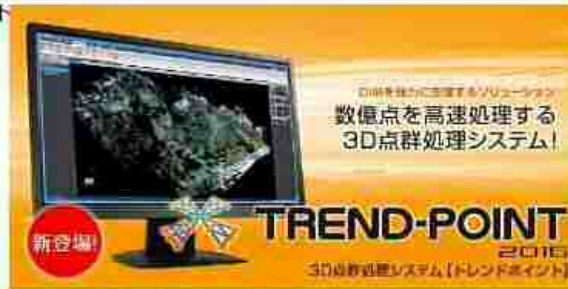 ト
数億点を高速処理する
3D点群処理システム!
新登場!
TREND-POINT
3D点群処理システム【トレンドポイント】